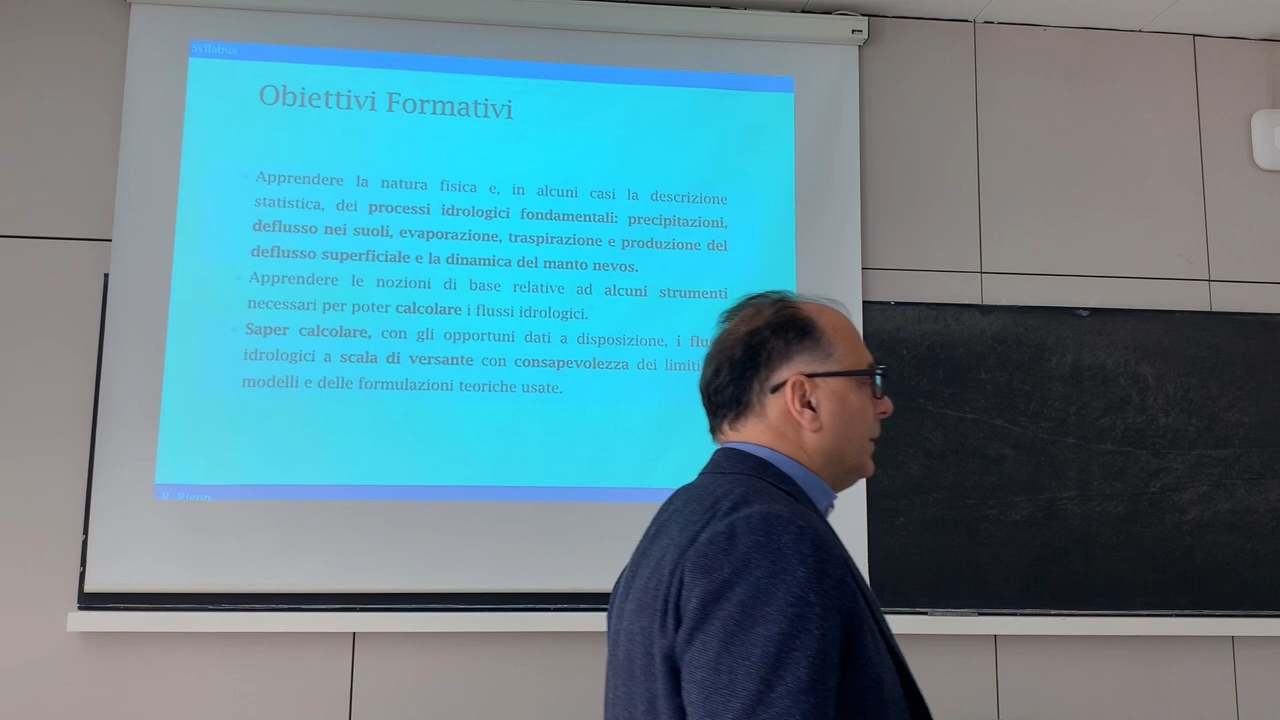 Syllabus
Obiettivi Formativi
Apprendere la natura fisica e, in alcuni casi la descrizione
statistica, dei processi idrologici fondamentali: precipitazioni,
deflusso nei suoli, evaporazione, traspirazione e produzione del
deflusso superficiale e la dinamica del manto nevos.
Apprendere le nozioni di base relative ad alcuni strumenti
necessari per poter calcolare i flussi idrologici.
Saper calcolare, con gli opportuni dati a disposizione, i
idrologici a scala di versante con consapevolezza dei limiti
modelli e delle formulazioni teoriche usate.
R.